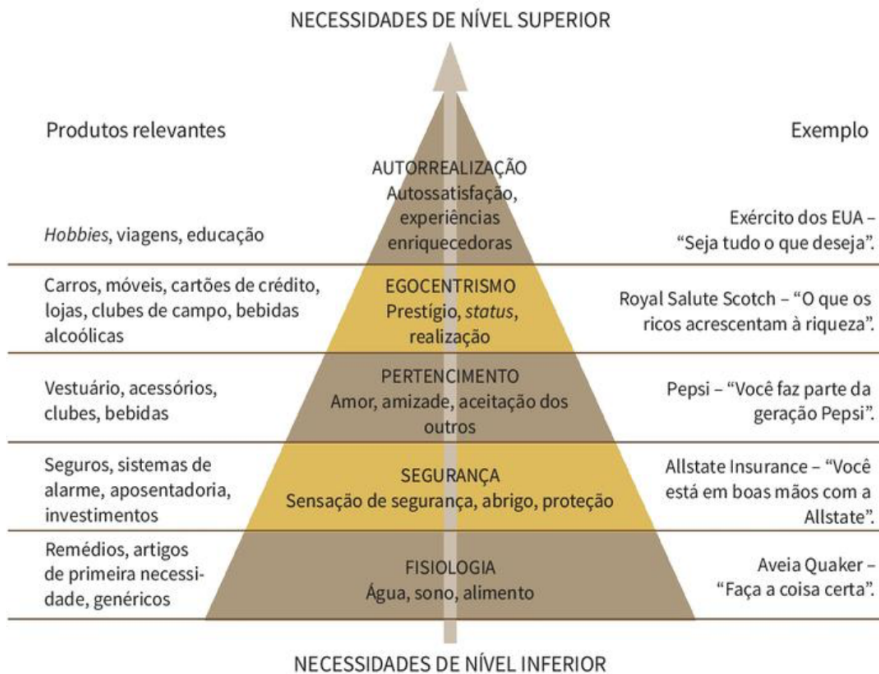 NECESSIDADES DE NÍVEL SUPERIOR
Produtos relevantes
Exemplo
AUTORREALIZAÇÃO
Autossatisfação,
experiências
enriquecedoras
Hobbies, viagens, educação
Exército dos EUA –
“Seja tudo o que deseja”.
Carros, móveis, cartões de crédito,
lojas, clubes de campo, bebidas
alcoólicas
EGOCENTRISMO
Prestígio, status,
realização
Royal Salute Scotch – “O que os
ricos acrescentam à riqueza”.
Vestuário, acessórios,
clubes, bebidas
PERTENCIMENTO
Amor, amizade, aceitação dos
outros
Pepsi – “Você faz parte da
geração Pepsi”.
Seguros, sistemas de
alarme, aposentadoria,
investimentos
SEGURANÇA
Sensação de segurança, abrigo, proteção
Allstate Insurance – “Você
está em boas mãos com a
Allstate”.
Remédios, artigos
de primeira necessi-
dade, genéricos
FISIOLOGIA
Água, sono, alimento
Aveia Quaker –
“Faça a coisa certa”.
NECESSIDADES DE NÍVEL INFERIOR